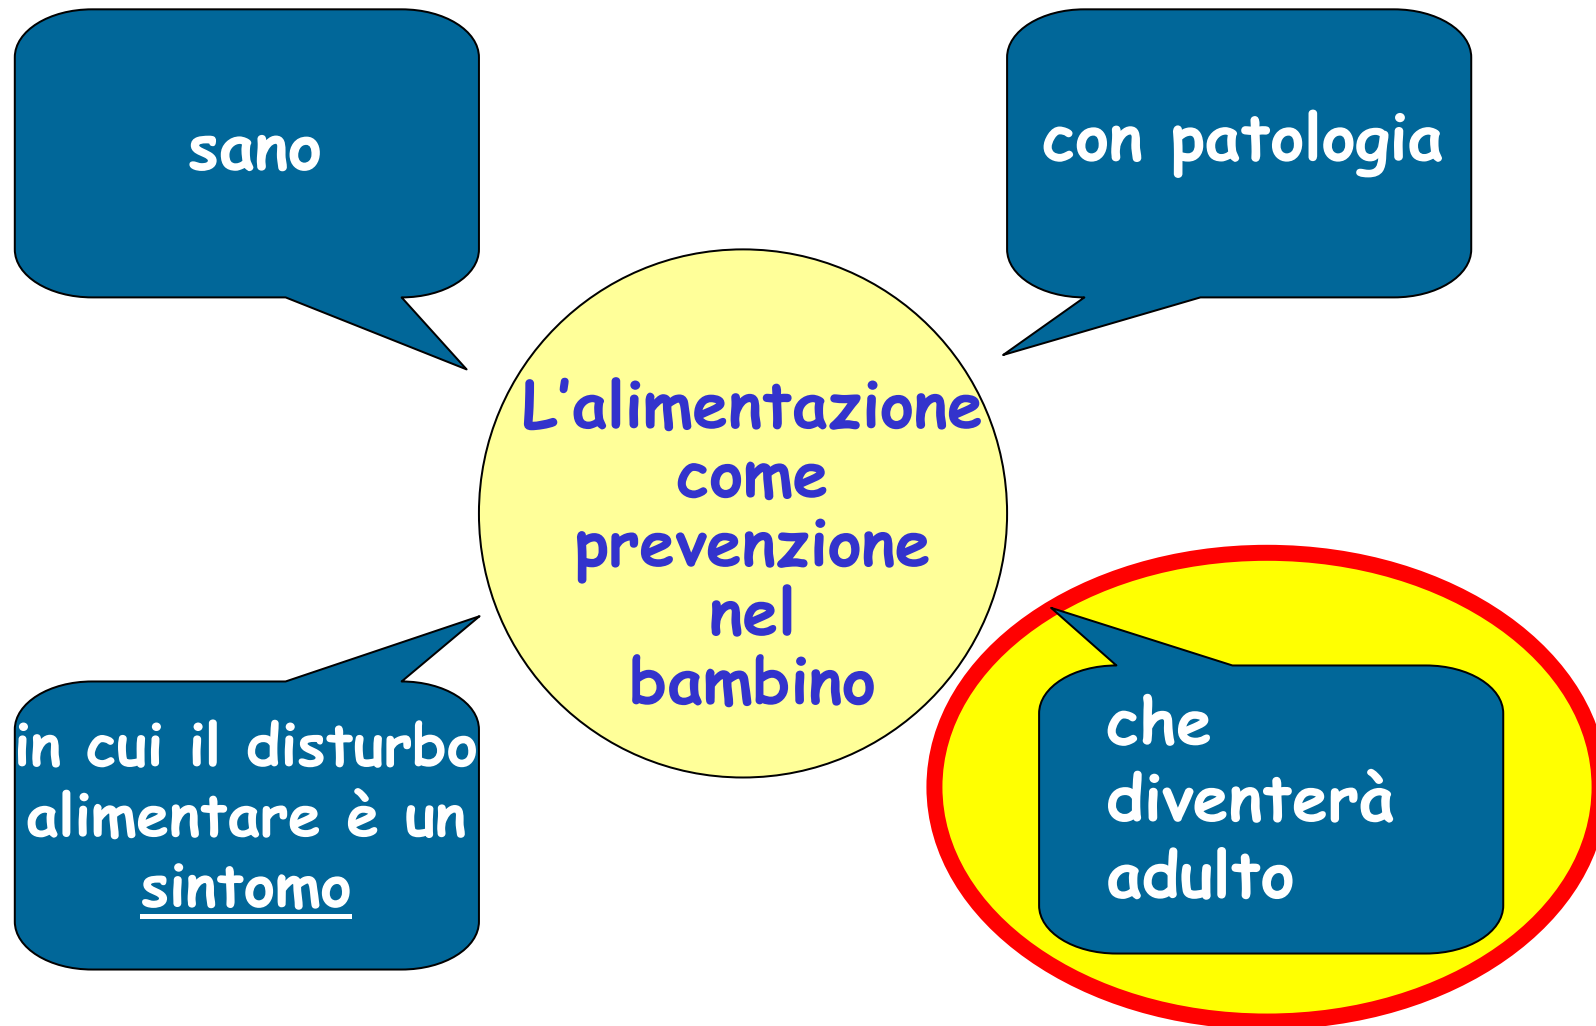 sano
con patologia
L'alimentazione
come
prevenzione
nel
bambino
in cui il disturbo
alimentare è un
sintomo
che
diventerà
adulto